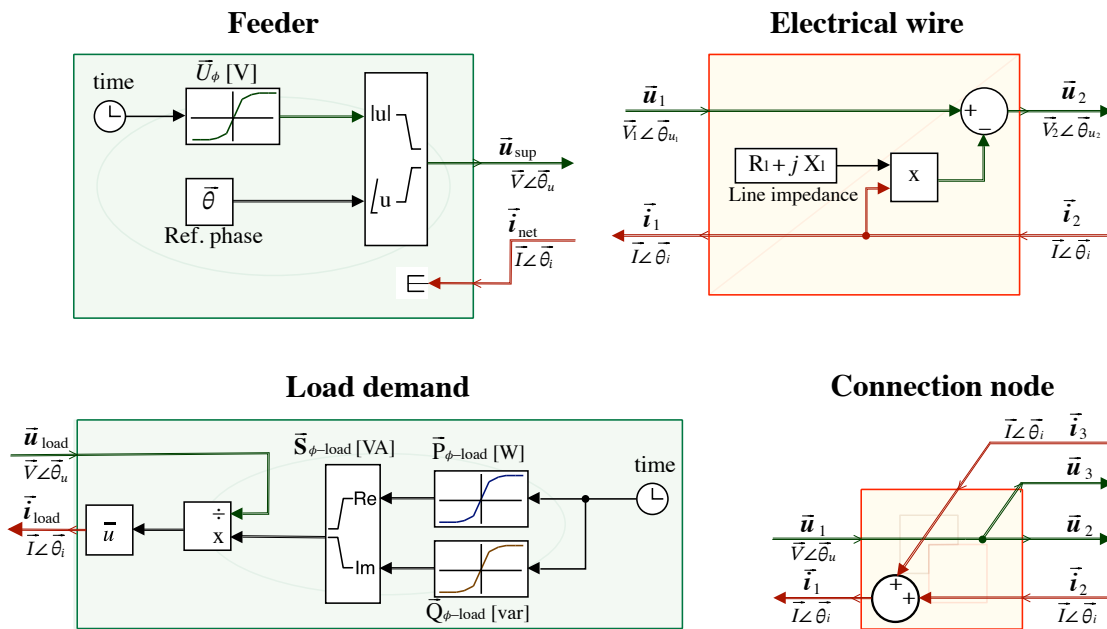 Feeder
time
U⃗ϕ [V]
|u|
∠u
θ⃗
Ref. phase
u⃗sup
V⃗∠θ⃗u
i⃗net
I⃗∠θ⃗i
Electrical wire
u⃗1
V⃗1∠θ⃗u1
+
−
u⃗2
V⃗2∠θ⃗u2
Rl + j Xl
Line impedance
x
i⃗1
I⃗∠θ⃗i
i⃗2
I⃗∠θ⃗i
Load demand
u⃗load
V⃗∠θ⃗u
i⃗load
I⃗∠θ⃗i
u̅
÷
x
S⃗ϕ–load [VA]
Re
Im
P⃗ϕ–load [W]
Q⃗ϕ–load [var]
time
Connection node
I⃗∠θ⃗i
i⃗3
u⃗3
u⃗1
V⃗∠θ⃗u
u⃗2
i⃗1
I⃗∠θ⃗i
+
+
i⃗2
I⃗∠θ⃗i